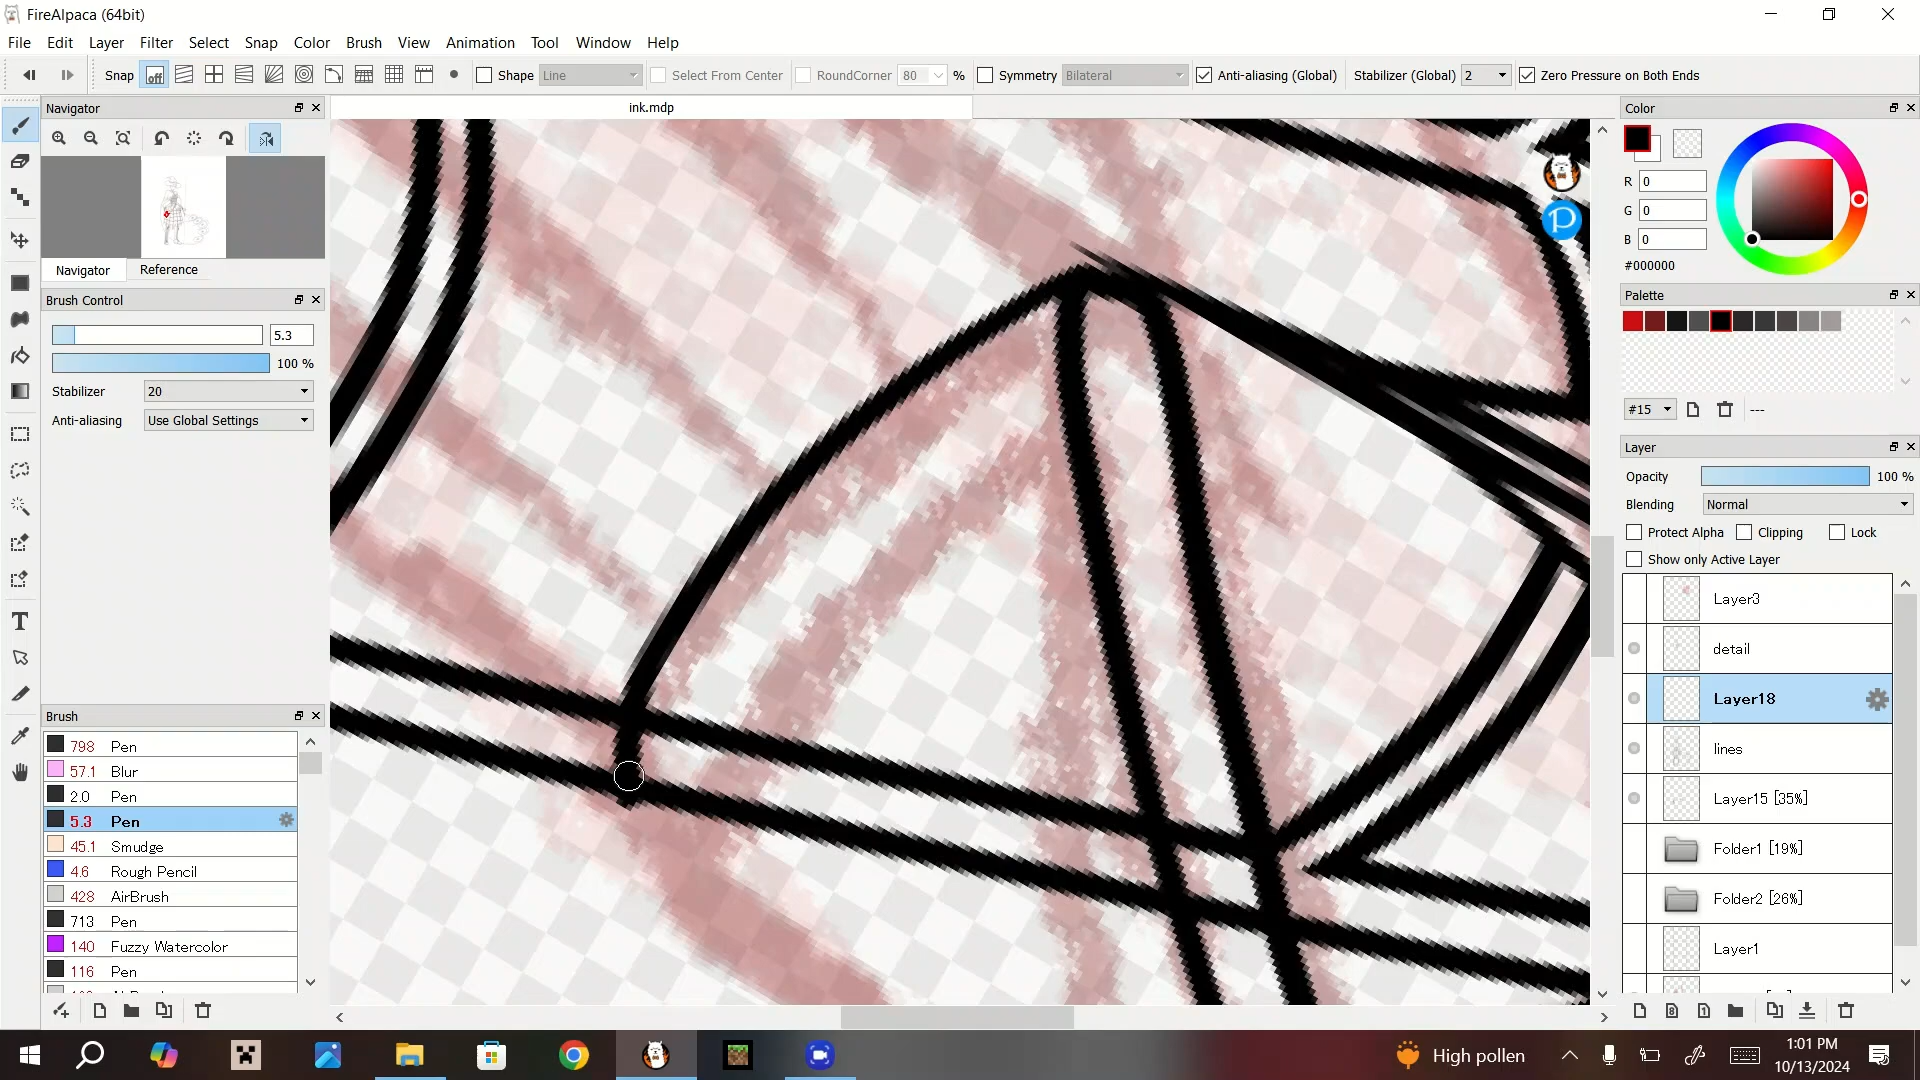 FireAlpaca (64bit)
File Edit Layer Filter Select Snap Color Brush View Animation Tool Window Help
Snap off Shape Line Select From Center RoundCorner 80 % Symmetry Bilateral Anti-aliasing (Global) Stabilizer (Global) 2 Zero Pressure on Both Ends
Navigator
ink.mdp
Navigator Reference
Brush Control
5.3
100 %
Stabilizer 20
Anti-aliasing Use Global Settings
Brush
798 Pen
57.1 Blur
2.0 Pen
5.3 Pen
45.1 Smudge
4.6 Rough Pencil
428 AirBrush
713 Pen
140 Fuzzy Watercolor
116 Pen
Color
R 0
G 0
B 0
#000000
Palette
#15 ---
Layer
Opacity 100 %
Blending Normal
Protect Alpha Clipping Lock
Show only Active Layer
Layer3
detail
Layer18
lines
Layer15 [35%]
Folder1 [19%]
Folder2 [26%]
Layer1
High pollen
1:01 PM
10/13/2024